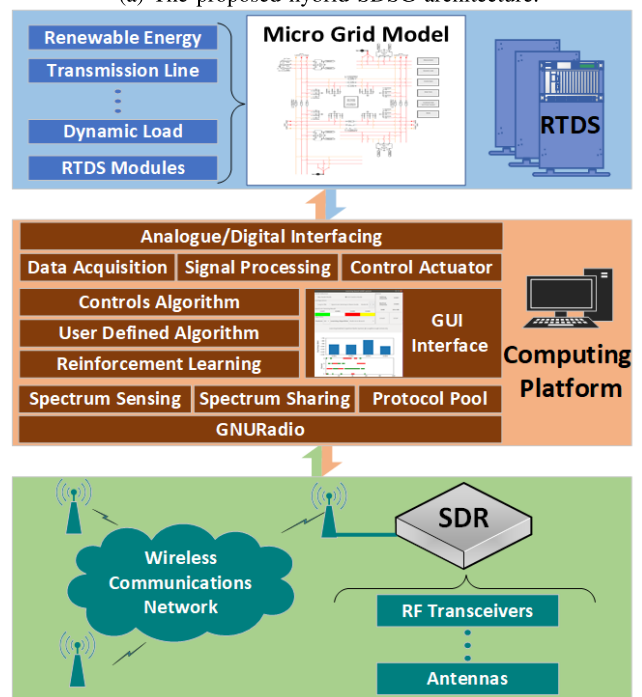 (a) The proposed hybrid SDSG architecture.
Renewable Energy
Transmission Line
Dynamic Load
RTDS Modules
Micro Grid Model
RTDS
Analogue/Digital Interfacing
Data Acquisition
Signal Processing
Control Actuator
Controls Algorithm
User Defined Algorithm
Reinforcement Learning
GUI
Interface
Computing
Platform
Spectrum Sensing
Spectrum Sharing
Protocol Pool
GNURadio
Wireless
Communications
Network
SDR
RF Transceivers
Antennas